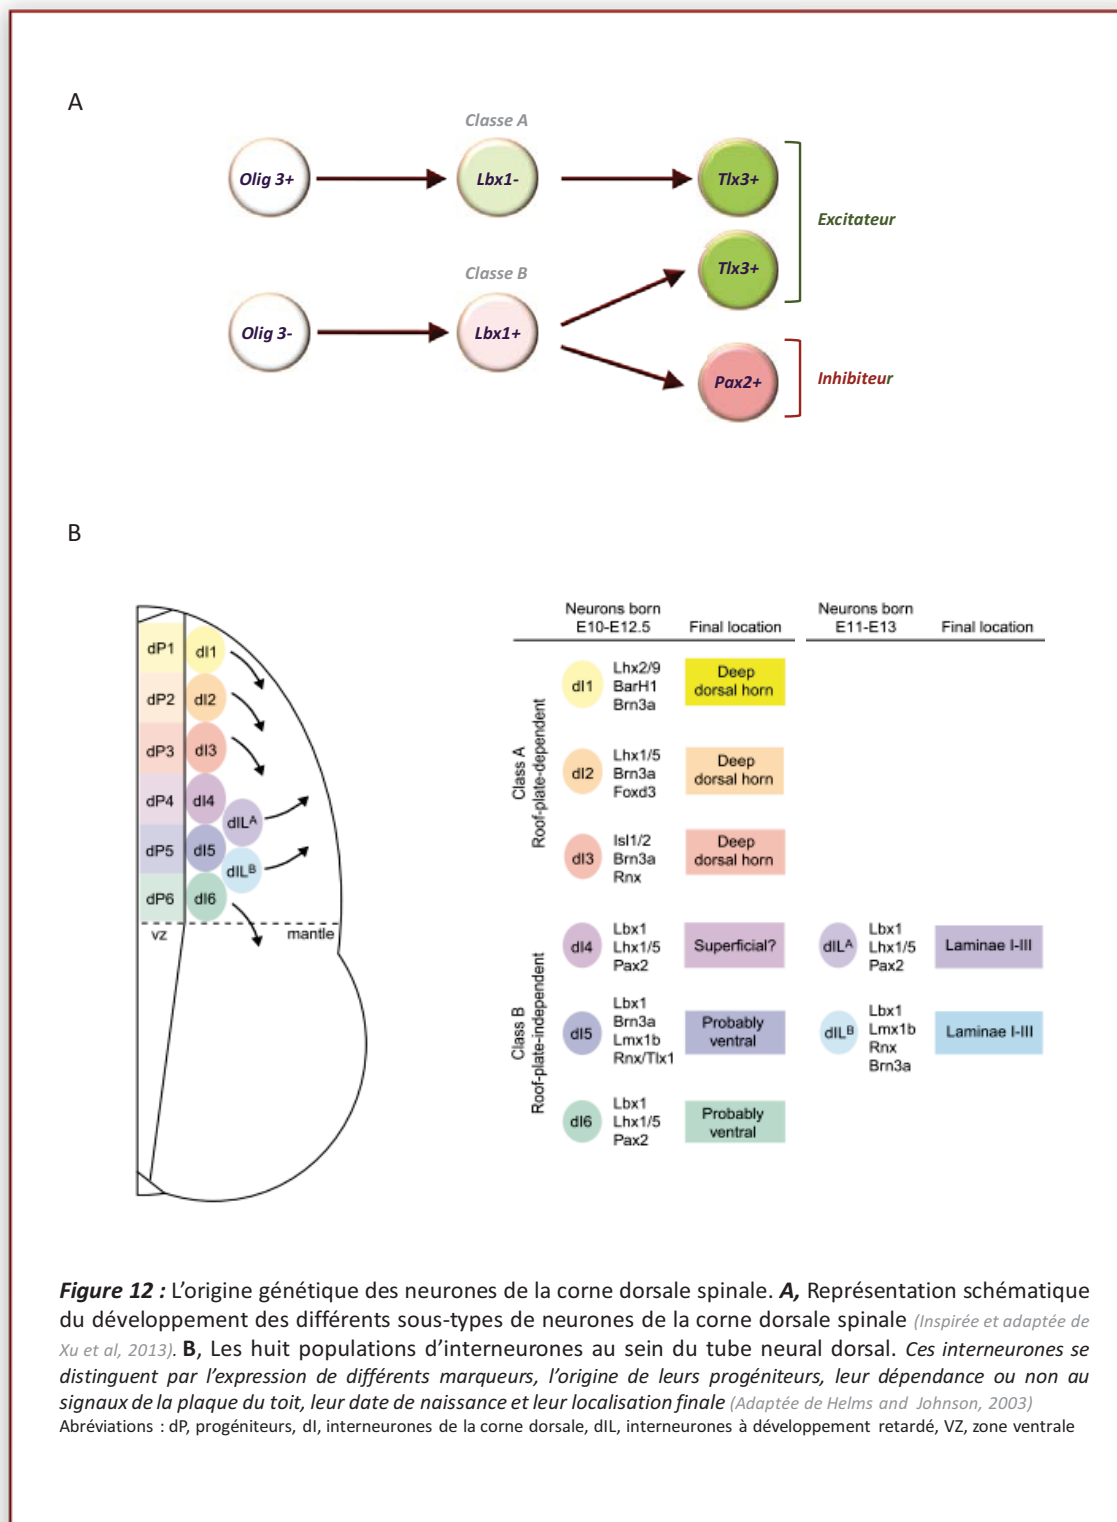 A
Classe A
Olig 3+
Lbx1-
Tlx3+
Excitateur
Tlx3+
Classe B
Olig 3-
Lbx1+
Pax2+
Inhibiteur
B
dP1
dP2
dP3
dP4
dP5
dP6
dI1
dI2
dI3
dI4
dI5
dI6
dILᴬ
dILᴮ
vz
mantle
Neurons born
E10-E12.5
Final location
Neurons born
E11-E13
Final location
Class A
Roof-plate-dependent
dI1
Lhx2/9
BarH1
Brn3a
Deep
dorsal horn
dI2
Lhx1/5
Brn3a
Foxd3
Deep
dorsal horn
dI3
Isl1/2
Brn3a
Rnx
Deep
dorsal horn
Class B
Roof-plate-independent
dI4
Lbx1
Lhx1/5
Pax2
Superficial?
dILᴬ
Lbx1
Lhx1/5
Pax2
Laminae I-III
dI5
Lbx1
Brn3a
Lmx1b
Rnx/Tlx1
Probably
ventral
dILᴮ
Lbx1
Lmx1b
Rnx
Brn3a
Laminae I-III
dI6
Lbx1
Lhx1/5
Pax2
Probably
ventral
Figure 12 : L'origine génétique des neurones de la corne dorsale spinale. A, Représentation schématique
du développement des différents sous-types de neurones de la corne dorsale spinale (Inspirée et adaptée de
Xu et al, 2013). B, Les huit populations d'interneurones au sein du tube neural dorsal. Ces interneurones se
distinguent par l'expression de différents marqueurs, l'origine de leurs progéniteurs, leur dépendance ou non au
signaux de la plaque du toit, leur date de naissance et leur localisation finale (Adaptée de Helms and Johnson, 2003)
Abréviations : dP, progéniteurs, dI, interneurones de la corne dorsale, dIL, interneurones à développement retardé, VZ, zone ventrale